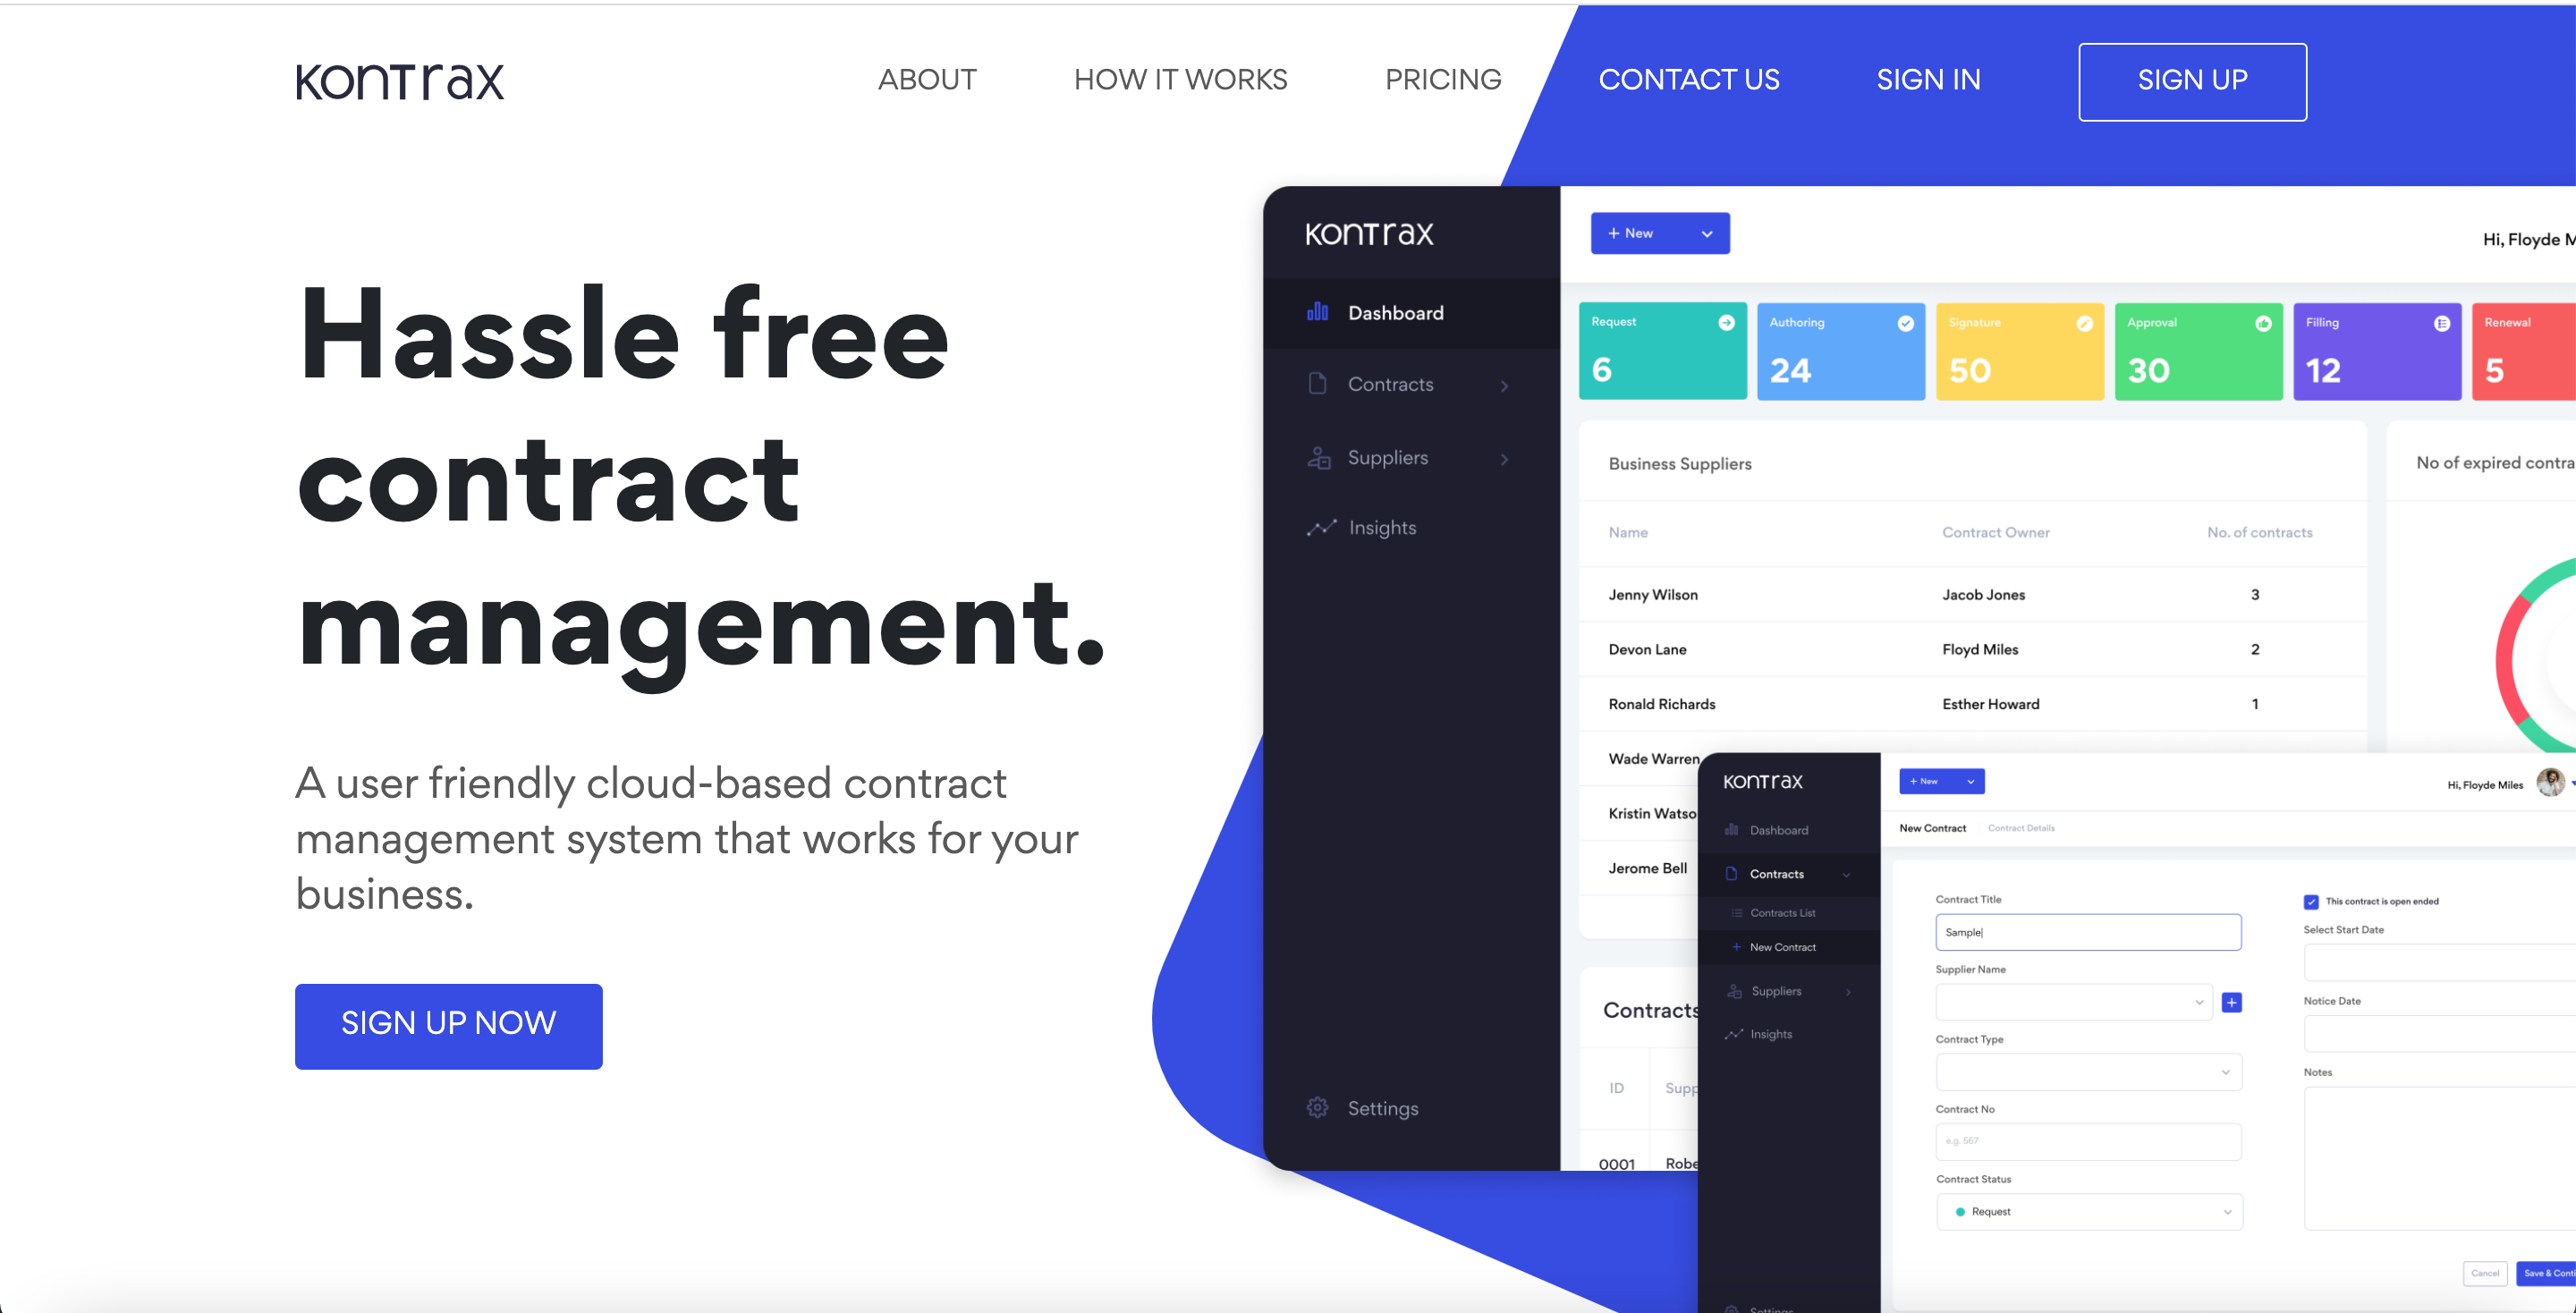 Kontrax
ABOUT
HOW IT WORKS
PRICING
CONTACT US
SIGN IN
SIGN UP
Hassle free
contract
management.
A user friendly cloud-based contract
management system that works for your
business.
SIGN UP NOW
Kontrax
Dashboard
Contracts
Suppliers
Insights
Settings
+ New
Hi, Floyde M
Request
6
Authoring
24
Signature
50
Approval
30
Filling
12
Renewal
5
Business Suppliers
Name Contract Owner No. of contracts
Jenny Wilson Jacob Jones 3
Devon Lane Floyd Miles 2
Ronald Richards Esther Howard 1
Wade Warren
Kristin Watso
Jerome Bell
No of expired contra
Contracts
ID Supp
0001 Robe
Kontrax
Dashboard
Contracts
Contracts List
+ New Contract
Suppliers
Insights
Settings
+ New
Hi, Floyde Miles
New Contract Contract Details
Contract Title
Sample
Supplier Name
+
Contract Type
Contract No
e.g. 567
Contract Status
Request
This contract is open ended
Select Start Date
Notice Date
Notes
Cancel
Save & Conti